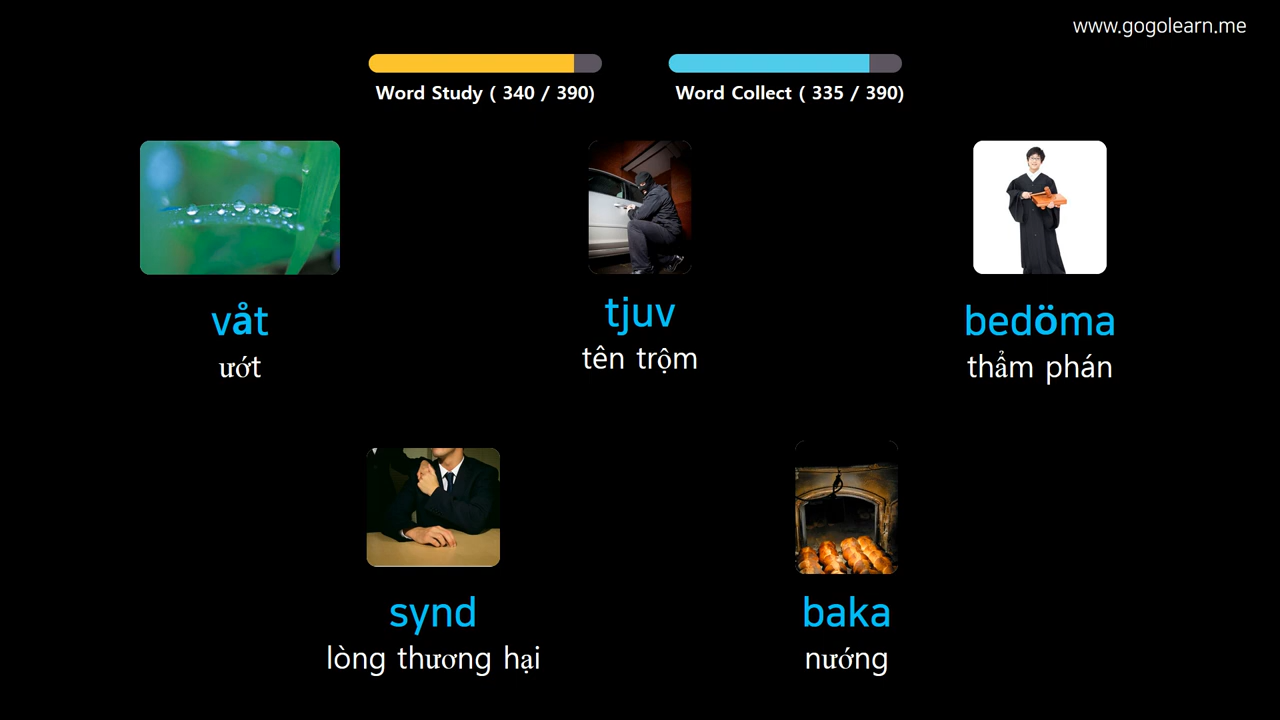 www.gogolearn.me
Word Study ( 340 / 390)
Word Collect ( 335 / 390)
våt
ướt
tjuv
tên trộm
bedöma
thẩm phán
synd
lòng thương hại
baka
nướng